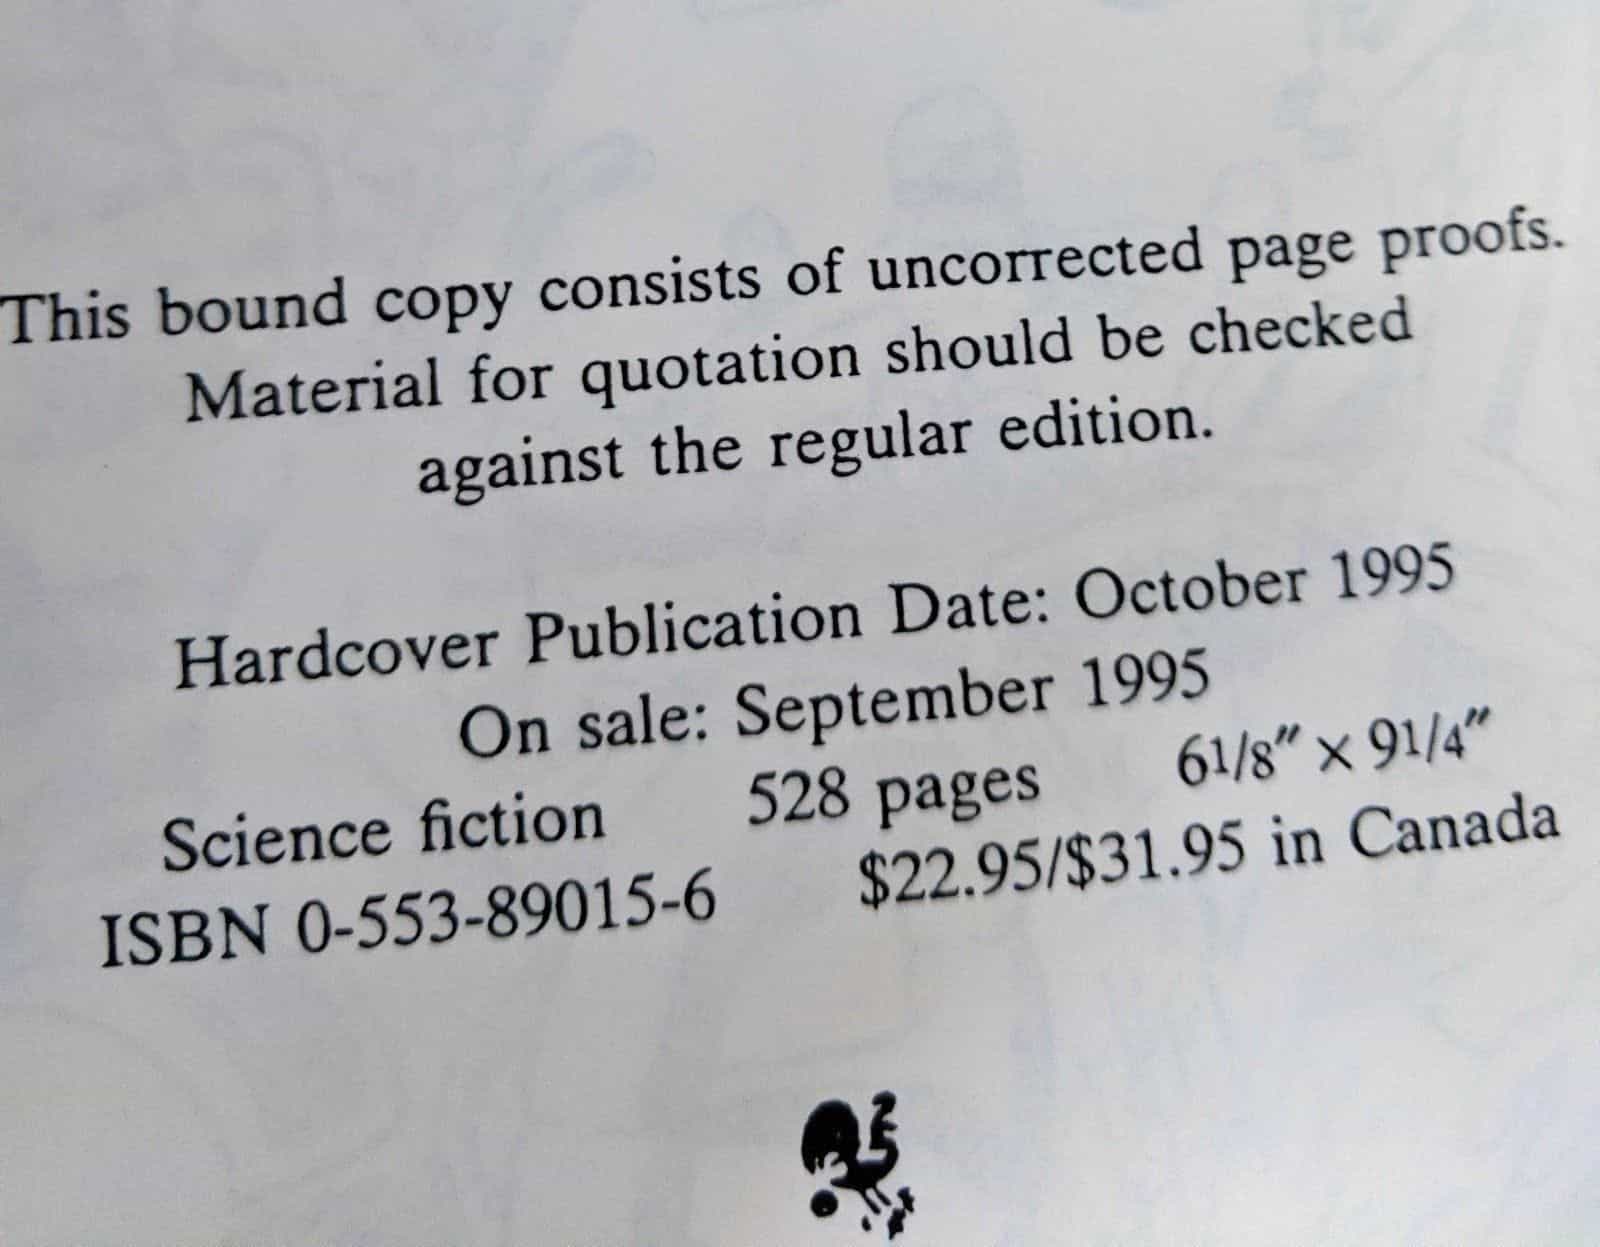 This bound copy consists of uncorrected page proofs.
Material for quotation should be checked
against the regular edition.
Hardcover Publication Date: October 1995
On sale: September 1995
Science fiction 528 pages 61/8" x 91/4"
ISBN 0-553-89015-6 $22.95/$31.95 in Canada